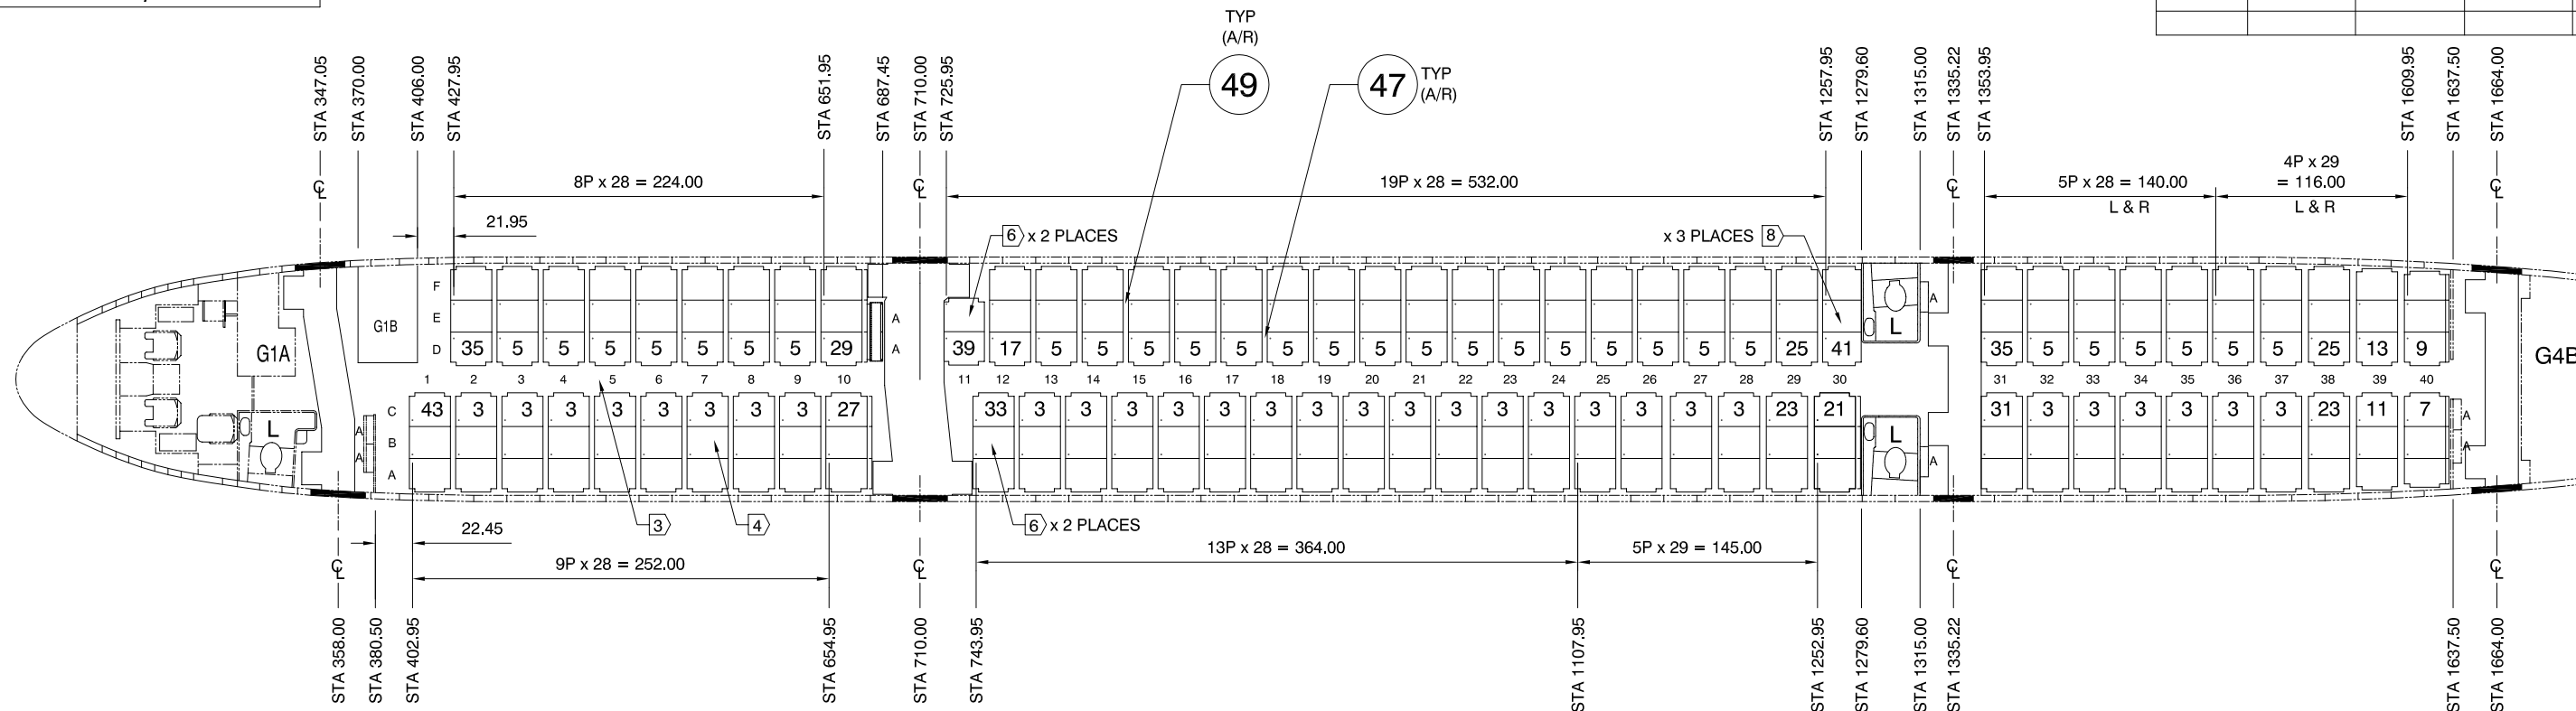 TYP
(A/R)
49
47
TYP
(A/R)
STA 347.05
STA 370.00
STA 406.00
STA 427.95
STA 651.95
STA 687.45
STA 710.00
STA 725.95
STA 1257.95
STA 1279.60
STA 1315.00
STA 1335.22
STA 1353.95
STA 1609.95
STA 1637.50
STA 1664.00
8P x 28 = 224.00
19P x 28 = 532.00
5P x 28 = 140.00
L & R
4P x 29
= 116.00
L & R
21.95
6 x 2 PLACES
x 3 PLACES 8
F
E
D
G1B
G1A
A
A
A
L
G4B
35 5 5 5 5 5 5 5 29 39 17 5 5 5 5 5 5 5 5 5 5 5 5 5 5 5 5 25 41 35 5 5 5 5 5 5 25 13 9
1 2 3 4 5 6 7 8 9 10 11 12 13 14 15 16 17 18 19 20 21 22 23 24 25 26 27 28 29 30 31 32 33 34 35 36 37 38 39 40
43 3 3 3 3 3 3 3 3 27 33 3 3 3 3 3 3 3 3 3 3 3 3 3 3 3 3 23 21 31 3 3 3 3 3 3 23 11 7
C
B
A
L
A
A
L
A
A
A
3
4
6 x 2 PLACES
22.45
9P x 28 = 252.00
13P x 28 = 364.00
5P x 29 = 145.00
STA 358.00
STA 380.50
STA 402.95
STA 654.95
STA 710.00
STA 743.95
STA 1107.95
STA 1252.95
STA 1279.60
STA 1315.00
STA 1335.22
STA 1637.50
STA 1664.00